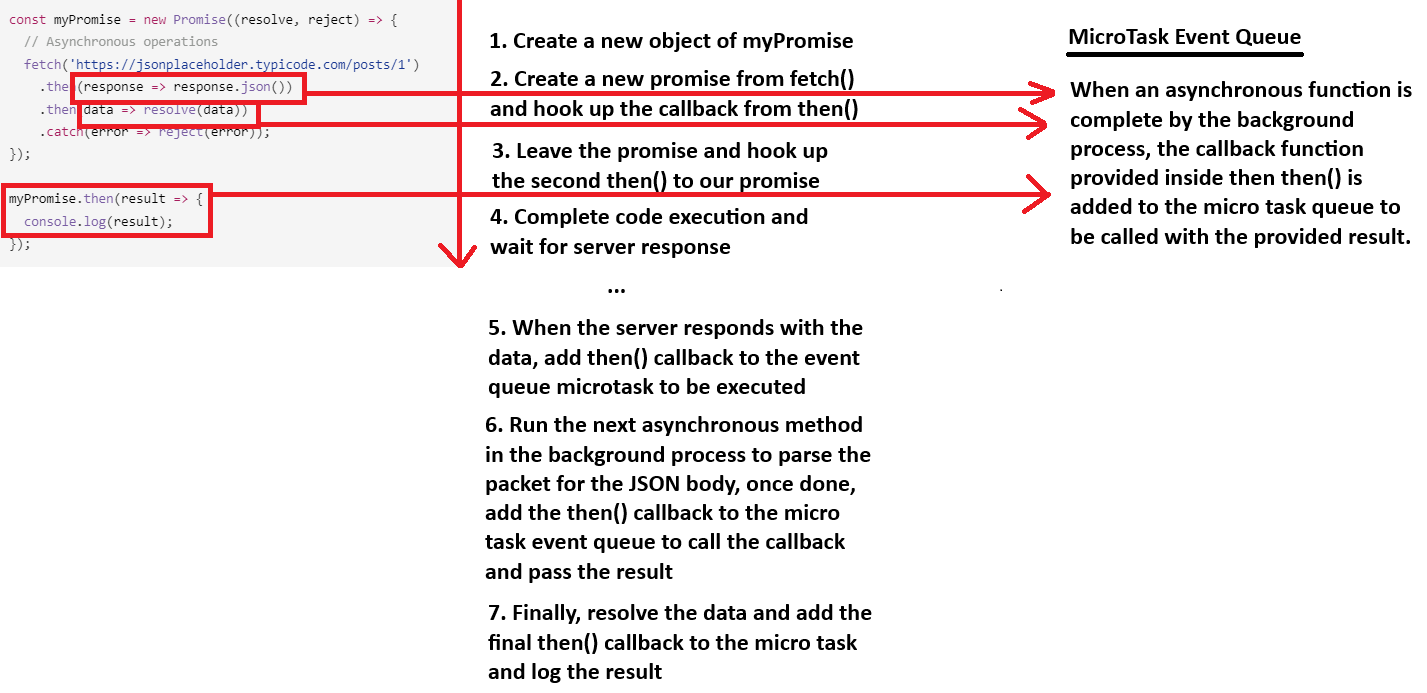 const myPromise = new Promise((resolve, reject) => {
// Asynchronous operations
fetch('https://jsonplaceholder.typicode.com/posts/1')
.then(response => response.json())
.then(data => resolve(data))
.catch(error => reject(error));
});
myPromise.then(result => {
console.log(result);
});
1. Create a new object of myPromise
2. Create a new promise from fetch()
and hook up the callback from then()
3. Leave the promise and hook up
the second then() to our promise
4. Complete code execution and
wait for server response
...
5. When the server responds with the
data, add then() callback to the event
queue microtask to be executed
6. Run the next asynchronous method
in the background process to parse the
packet for the JSON body, once done,
add the then() callback to the micro
task event queue to call the callback
and pass the result
7. Finally, resolve the data and add the
final then() callback to the micro task
and log the result
MicroTask Event Queue
When an asynchronous function is
complete by the background
process, the callback function
provided inside then then() is
added to the micro task queue to
be called with the provided result.
.